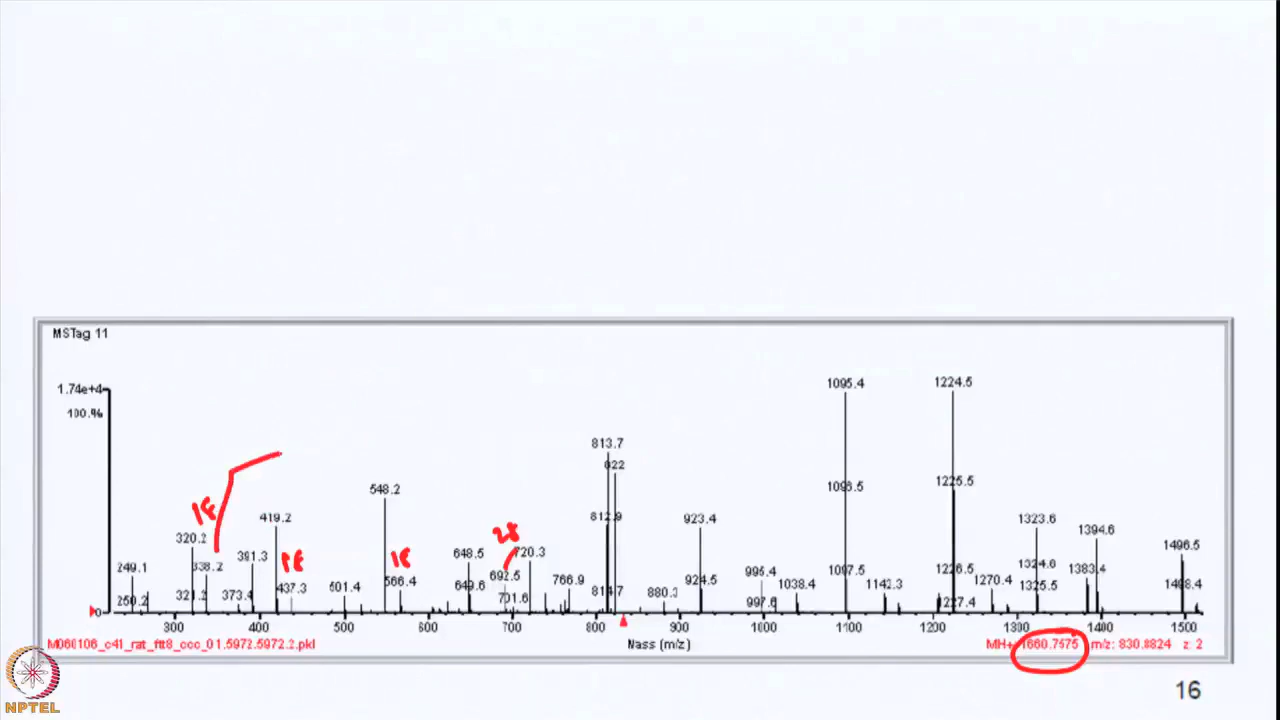 MSTag 11
1.74e+4
100.%
1095.4 1224.5
813.7
822
548.2
1096.5 1225.5
18
419.2
320.2
812.9 923.4 1323.6
28
1496.5
18 18
391.3 648.5 720.3 1394.6
249.1 338.2 692.5 995.4 1097.5 1226.5 1324.6 1383.4
437.3 501.4 566.4 649.6 766.9 924.5 1038.4 1142.3 1270.4 1325.5 1498.4
250.2 321.2 373.4 701.6 814.7 880.3 997.6 1227.4
0
300 400 500 600 700 800 900 1000 1100 1200 1300 1400 1500
M060106_c41_rat_ftt8_ccc_01.5972.5972.2.pkl Mass (m/z) MH+: 1660.7575 m/z: 830.8824 z: 2
NPTEL
16